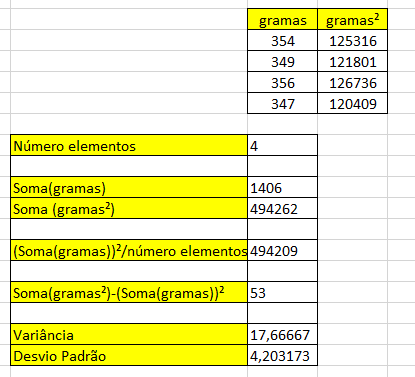 gramas gramas²
354 125316
349 121801
356 126736
347 120409
Número elementos 4
Soma(gramas) 1406
Soma (gramas²) 494262
(Soma(gramas))²/número elementos 494209
Soma(gramas²)-(Soma(gramas))² 53
Variância 17,66667
Desvio Padrão 4,203173